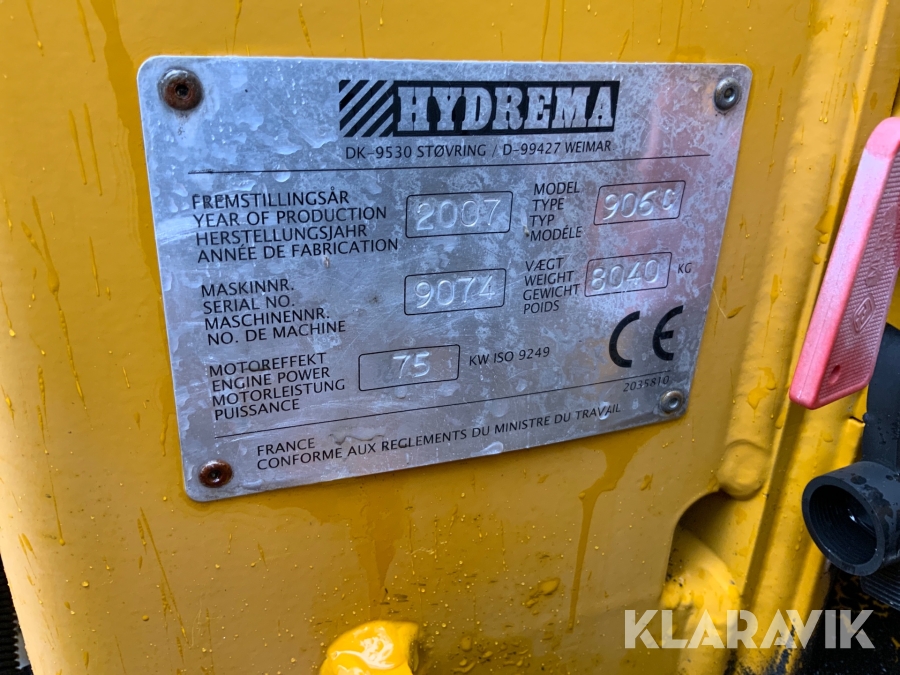 HYDREMA
DK-9530 STØVRING / D-99427 WEIMAR
FREMSTILLINGSÅR
YEAR OF PRODUCTION
HERSTELLUNGSJAHR
ANNÉE DE FABRICATION
2007
MODEL
TYPE
TYP
MODÉLE
906C
MASKINNR.
SERIAL NO.
MASCHINENNR.
NO. DE MACHINE
9074
VÆGT
WEIGHT
GEWICHT
POIDS
8040 KG
MOTOREFFEKT
ENGINE POWER
MOTORLEISTUNG
PUISSANCE
75 KW ISO 9249
CE
2035810
FRANCE
CONFORME AUX REGLEMENTS DU MINISTRE DU TRAVAIL
KLARAVIK